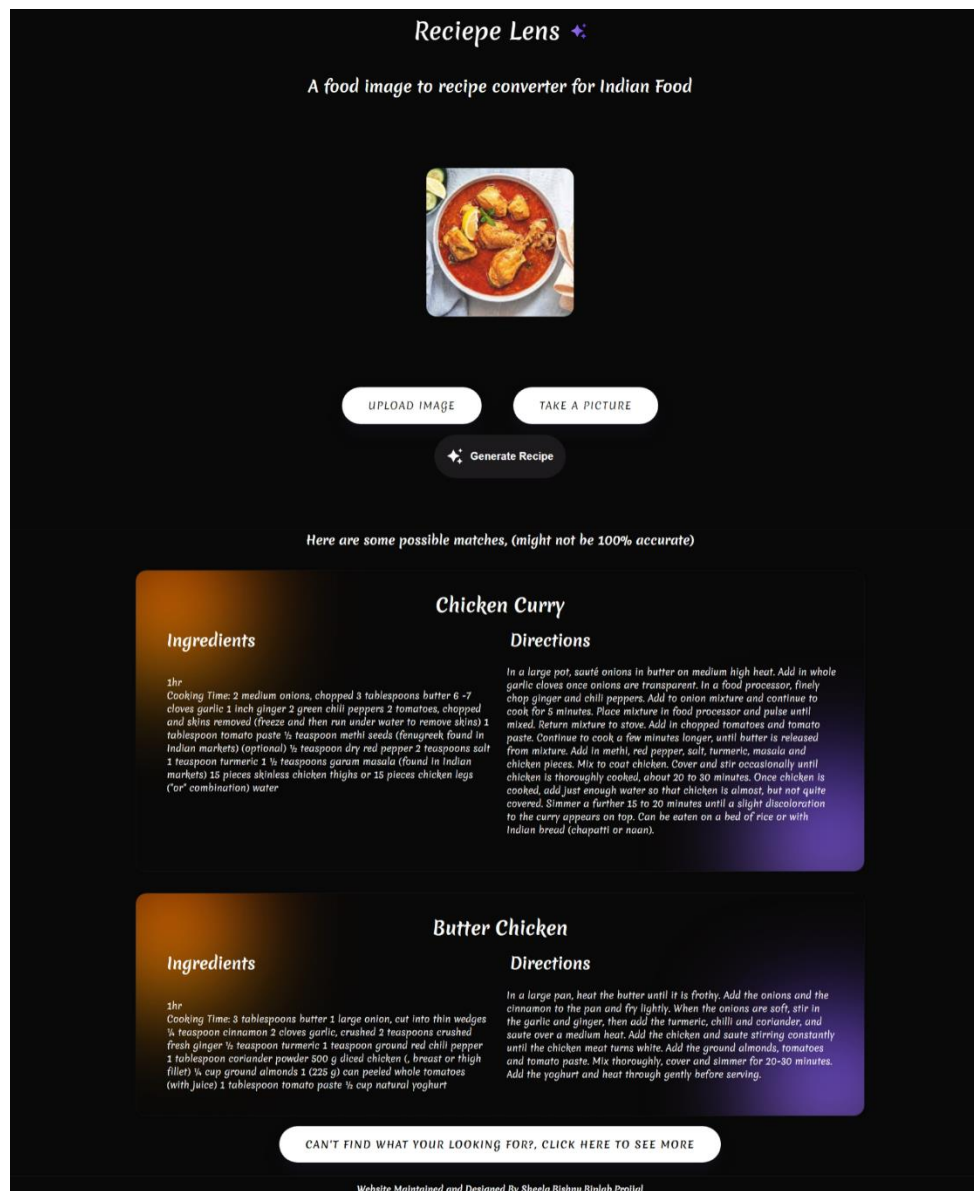 Reciepe Lens
A food image to recipe converter for Indian Food
UPLOAD IMAGE
TAKE A PICTURE
Generate Recipe
Here are some possible matches, (might not be 100% accurate)
Chicken Curry
Ingredients
1hr
Cooking Time: 2 medium onions, chopped 3 tablespoons butter 6 -7
cloves garlic 1 inch ginger 2 green chili peppers 2 tomatoes, chopped
and skins removed (freeze and then run under water to remove skins) 1
tablespoon tomato paste ½ teaspoon methi seeds (fenugreek found in
Indian markets) (optional) ½ teaspoon dry red pepper 2 teaspoons salt
1 teaspoon turmeric 1 ½ teaspoons garam masala (found in Indian
markets) 15 pieces skinless chicken thighs or 15 pieces chicken legs
("or" combination) water
Directions
In a large pot, sauté onions in butter on medium high heat. Add in whole
garlic cloves once onions are transparent. In a food processor, finely
chop ginger and chili peppers. Add to onion mixture and continue to
cook for 5 minutes. Place mixture in food processor and pulse until
mixed. Return mixture to stove. Add in chopped tomatoes and tomato
paste. Continue to cook a few minutes longer, until butter is released
from mixture. Add in methi, red pepper, salt, turmeric, masala and
chicken pieces. Mix to coat chicken. Cover and stir occasionally until
chicken is thoroughly cooked, about 20 to 30 minutes. Once chicken is
cooked, add just enough water so that chicken is almost, but not quite
covered. Simmer a further 15 to 20 minutes until a slight discoloration
to the curry appears on top. Can be eaten on a bed of rice or with
Indian bread (chapatti or naan).
Butter Chicken
Ingredients
1hr
Cooking Time: 3 tablespoons butter 1 large onion, cut into thin wedges
¼ teaspoon cinnamon 2 cloves garlic, crushed 2 teaspoons crushed
fresh ginger ½ teaspoon turmeric 1 teaspoon ground red chili pepper
1 tablespoon coriander powder 500 g diced chicken (, breast or thigh
fillet) ¼ cup ground almonds 1 (225 g) can peeled whole tomatoes
(with juice) 1 tablespoon tomato paste ½ cup natural yoghurt
Directions
In a large pan, heat the butter until it is frothy. Add the onions and the
cinnamon to the pan and fry lightly. When the onions are soft, stir in
the garlic and ginger, then add the turmeric, chilli and coriander, and
saute over a medium heat. Add the chicken and saute stirring constantly
until the chicken meat turns white. Add the ground almonds, tomatoes
and tomato paste. Mix thoroughly, cover and simmer for 20-30 minutes.
Add the yoghurt and heat through gently before serving.
CAN'T FIND WHAT YOUR LOOKING FOR?, CLICK HERE TO SEE MORE
Website Maintained and Designed By Sheela Bishnu Biplab Projjal